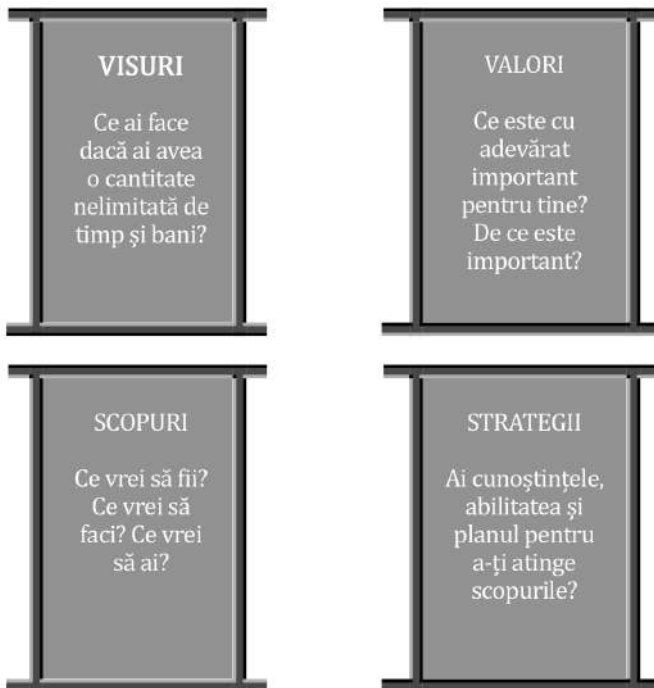 VISURI
Ce ai face
dacă ai avea
o cantitate
nelimitată de
timp și bani?
VALORI
Ce este cu
adevărat
important
pentru tine?
De ce este
important?
SCOPURI
Ce vrei să fii?
Ce vrei să
faci? Ce vrei
să ai?
STRATEGII
Ai cunoștințele,
abilitatea și
planul pentru
a-ți atinge
scopurile?